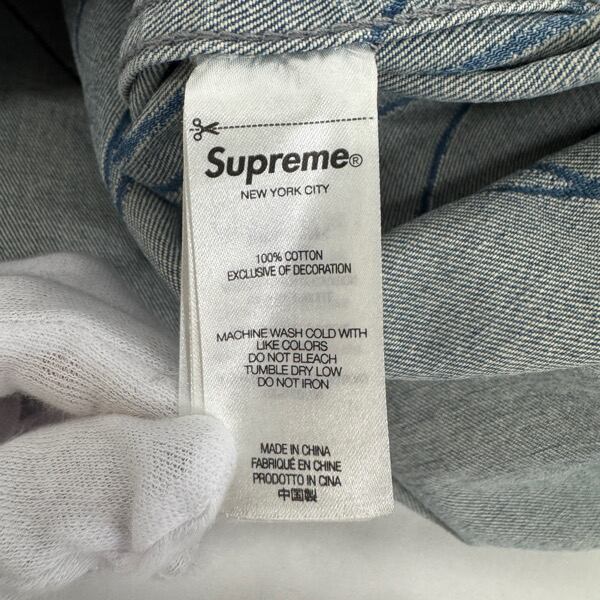 Supreme®
NEW YORK CITY
100% COTTON
EXCLUSIVE OF DECORATION
MACHINE WASH COLD WITH
LIKE COLORS
DO NOT BLEACH
TUMBLE DRY LOW
DO NOT IRON
MADE IN CHINA
FABRIQUÉ EN CHINE
PRODOTTO IN CINA
中国製